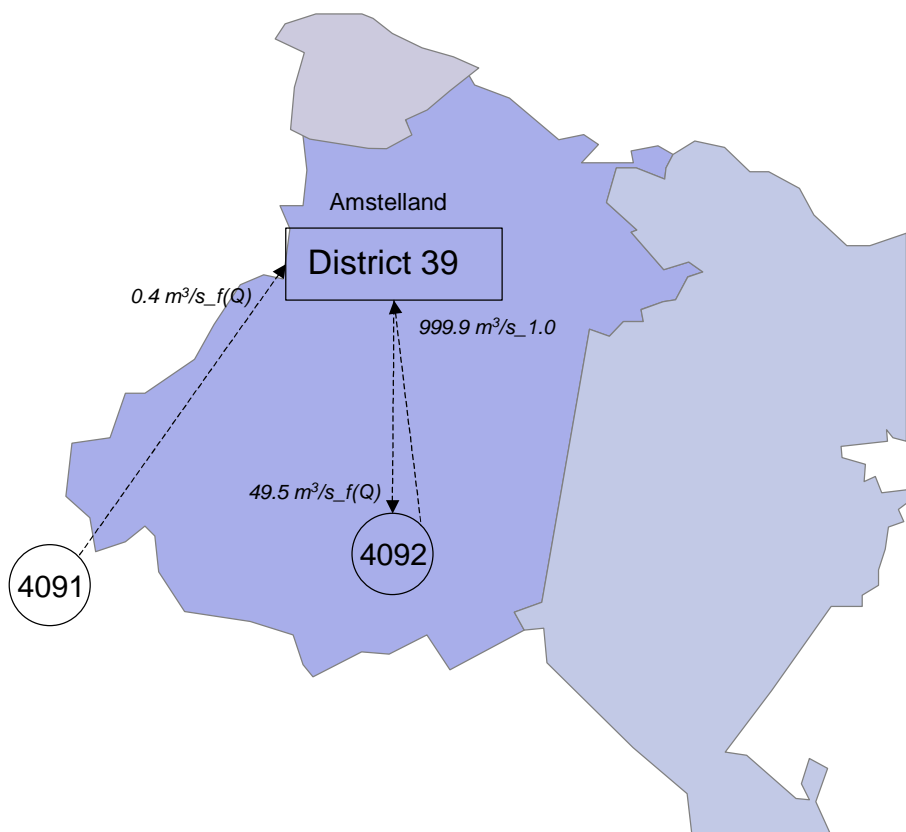 Amstelland
District 39
0.4 m³/s_f(Q)
999.9 m³/s_1.0
49.5 m³/s_f(Q)
4092
4091